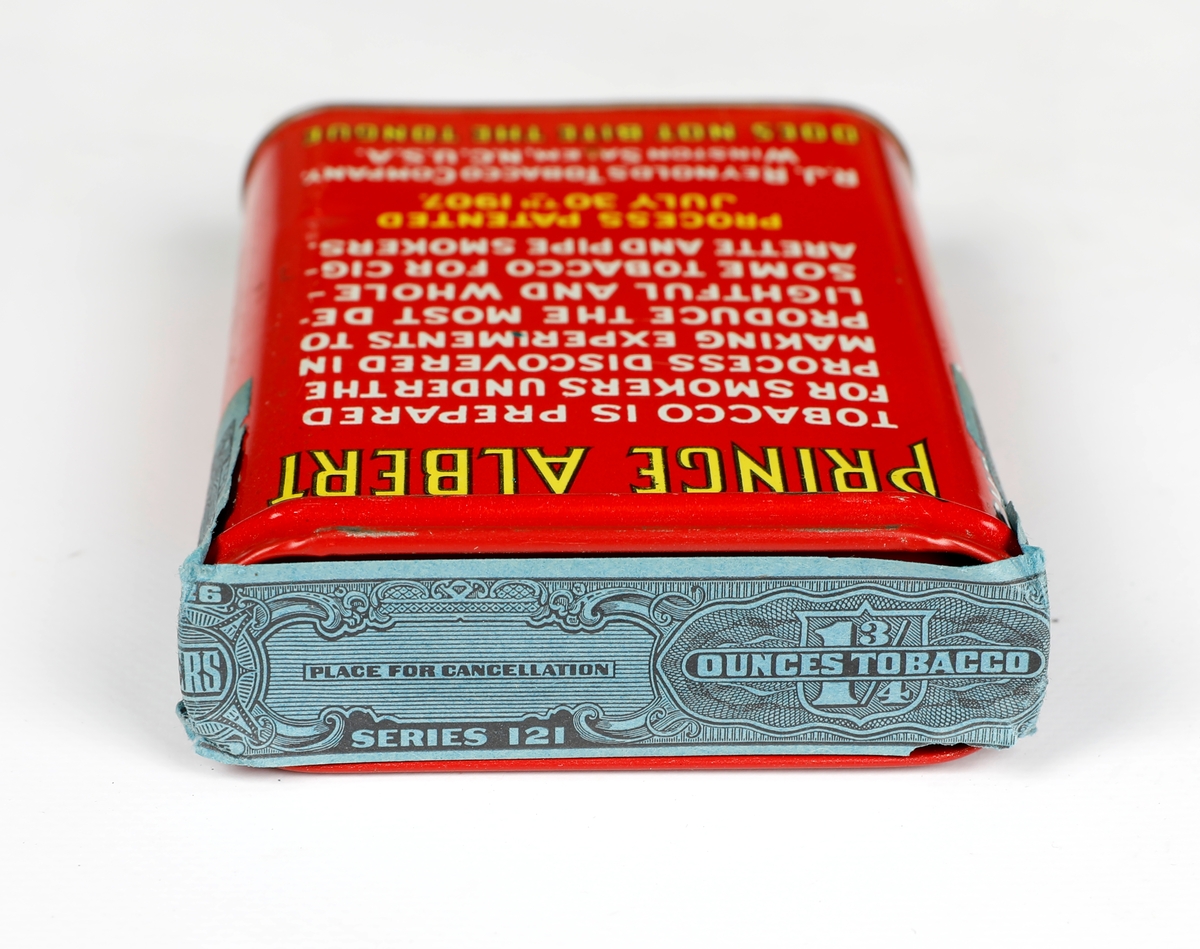 PRINCE ALBERT
TOBACCO IS PREPARED
FOR SMOKERS UNDER THE
PROCESS DISCOVERED IN
MAKING EXPERIMENTS TO
PRODUCE THE MOST DE-
LIGHTFUL AND WHOLE-
SOME TOBACCO FOR CIG-
ARETTE AND PIPE SMOKERS.
PROCESS PATENTED
JULY 30TH 1907.
R.J. REYNOLDS TOBACCO COMPANY.
WINSTON SALEM, N.C. U.S.A.
DOES NOT BITE THE TONGUE
6
RS
PLACE FOR CANCELLATION
SERIES 121
1 3/4
OUNCES TOBACCO
1 1/4